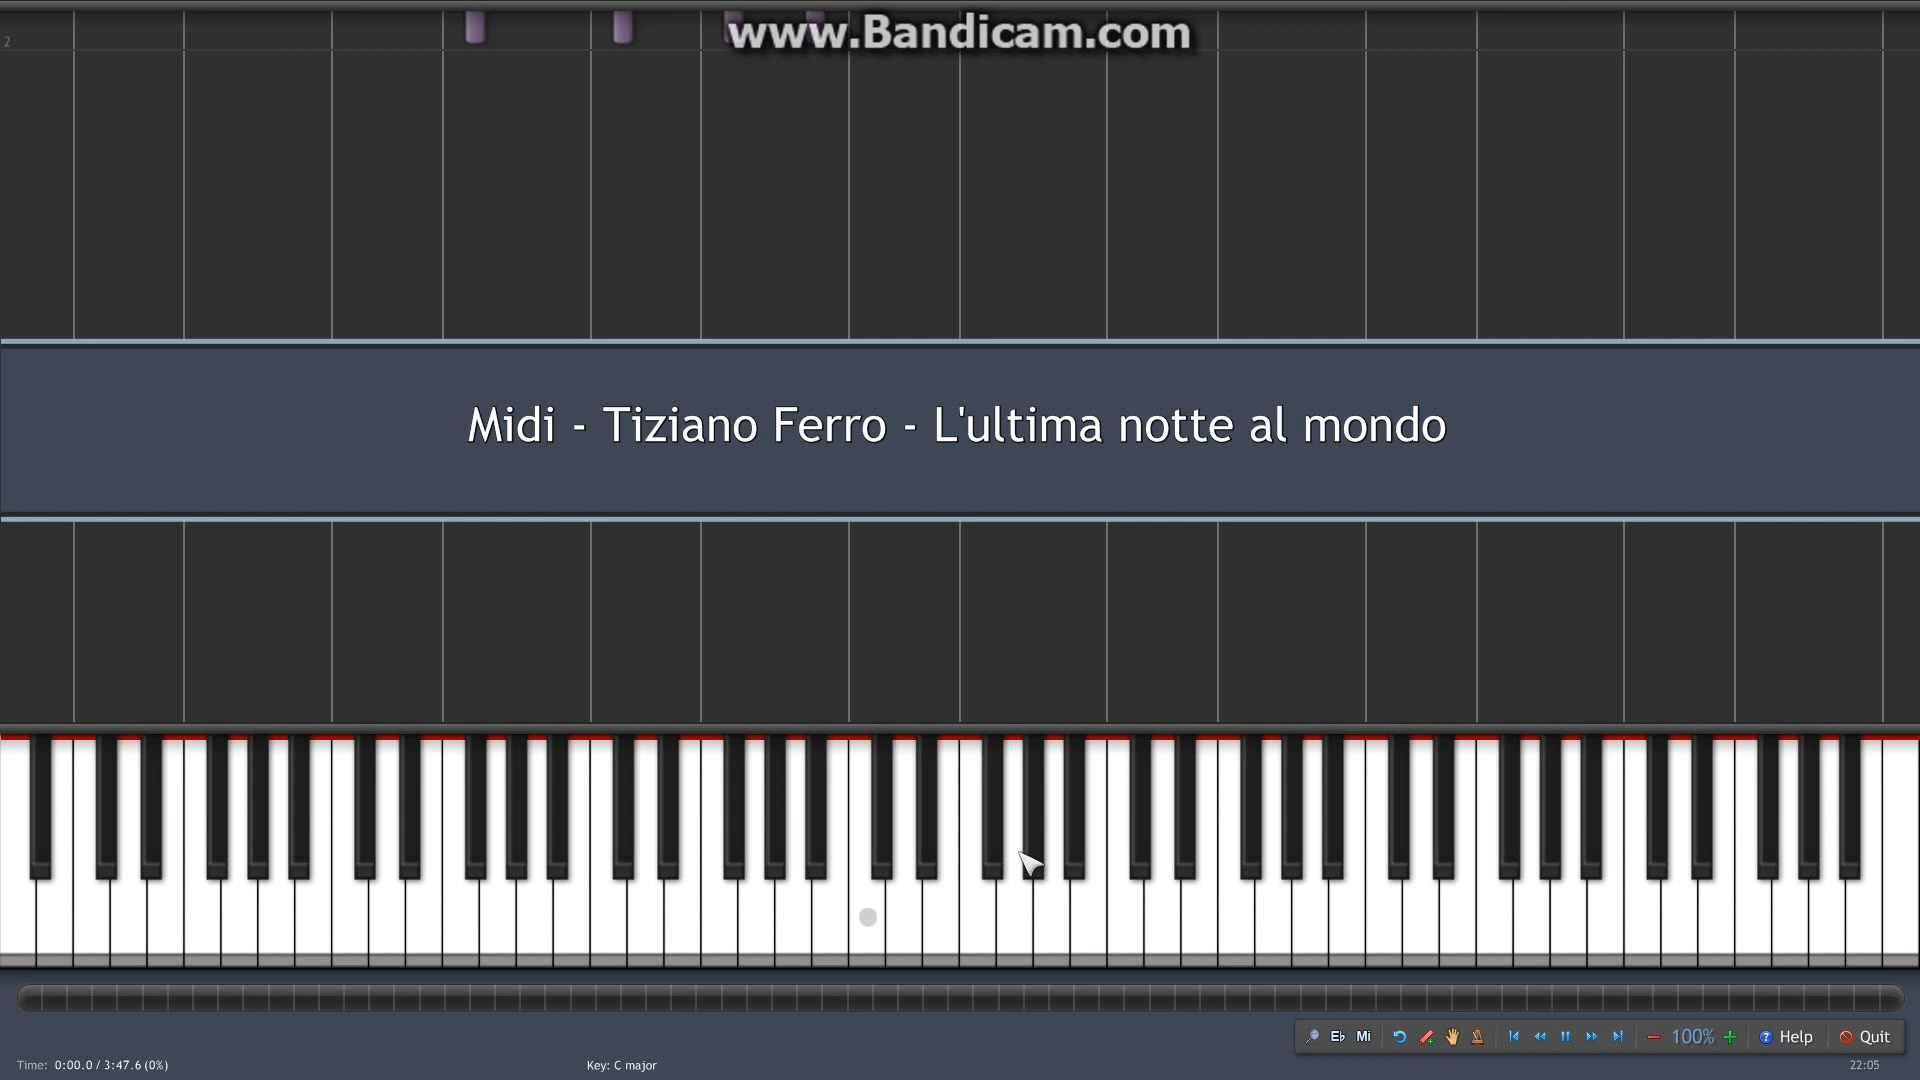 www.Bandicam.com
2
Midi - Tiziano Ferro - L'ultima notte al mondo
Eb Mi 100% Help Quit
Time: 0:00.0 / 3:47.6 (0%) Key: C major 22:05